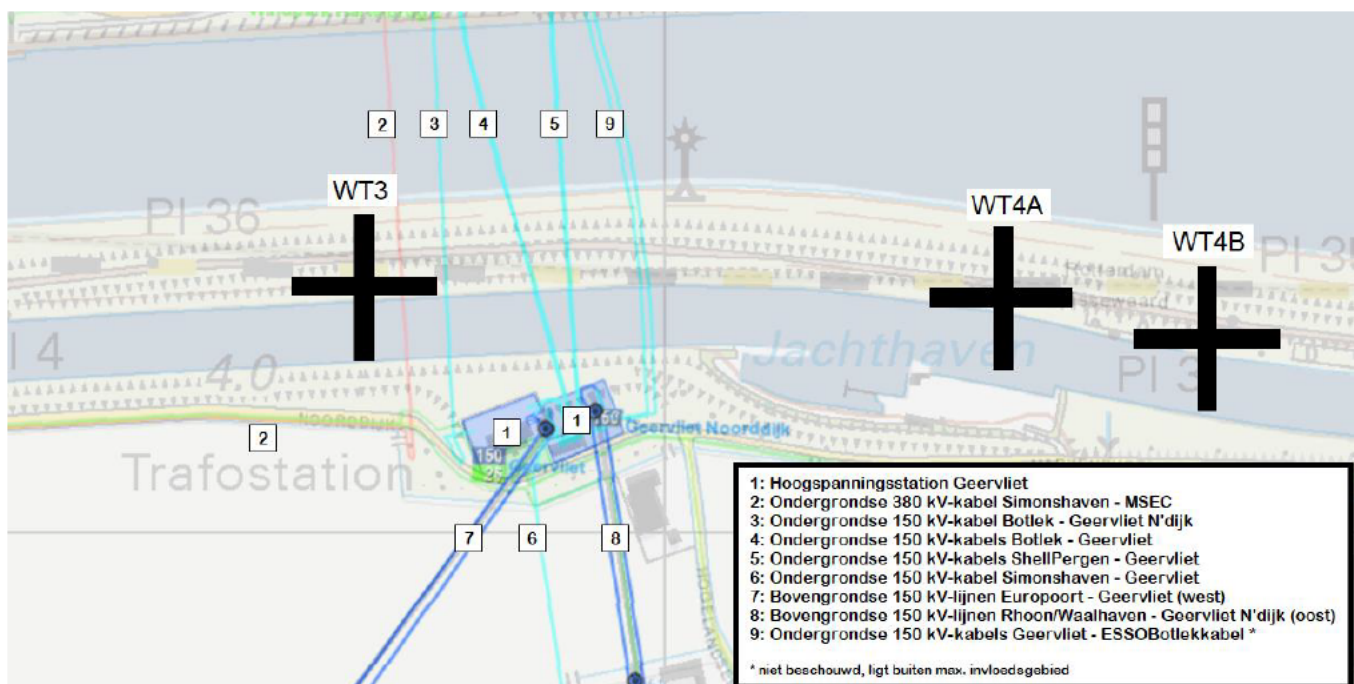 2
3
4
5
9
WT3
WT4A
WT4B
PI 36
4.0
Jachthaven
Rotterdam
NOORDDIJK
1
1
2
150
Geervliet Noorddijk
Geervliet
Trafostation
7
6
8
1: Hoogspanningsstation Geervliet
2: Ondergrondse 380 kV-kabel Simonshaven - MSEC
3: Ondergrondse 150 kV-kabel Botlek - Geervliet N'dijk
4: Ondergrondse 150 kV-kabels Botlek - Geervliet
5: Ondergrondse 150 kV-kabels ShellPergen - Geervliet
6: Ondergrondse 150 kV-kabel Simonshaven - Geervliet
7: Bovengrondse 150 kV-lijnen Europoort - Geervliet (west)
8: Bovengrondse 150 kV-lijnen Rhoon/Waalhaven - Geervliet N'dijk (oost)
9: Ondergrondse 150 kV-kabels Geervliet - ESSOBotlekkabel *
* niet beschouwd, ligt buiten max. invloedsgebied